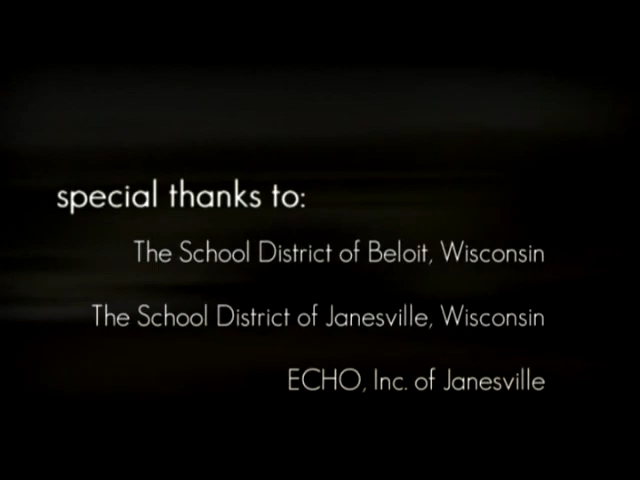 special thanks to:
The School District of Beloit, Wisconsin
The School District of Janesville, Wisconsin
ECHO, Inc. of Janesville